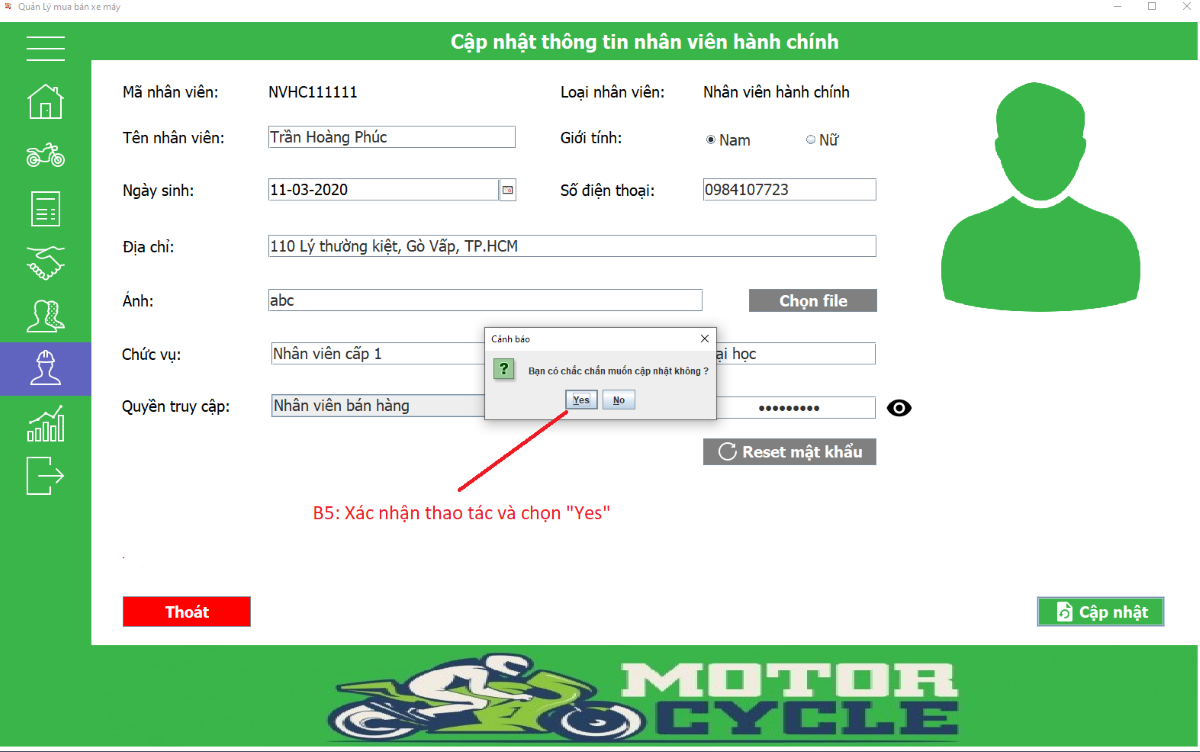 Quản Lý mua bán xe máy
Cập nhật thông tin nhân viên hành chính
Mã nhân viên: NVHC111111 Loại nhân viên: Nhân viên hành chính
Tên nhân viên: Trần Hoàng Phúc Giới tính: Nam Nữ
Ngày sinh: 11-03-2020 Số điện thoại: 0984107723
Địa chỉ: 110 Lý thường kiệt, Gò Vấp, TP.HCM
Ảnh: abc Chọn file
Cảnh báo
Chức vụ: Nhân viên cấp 1 ại học
? Bạn có chắc chắn muốn cập nhật không ?
Yes No
Quyền truy cập: Nhân viên bán hàng •••••••••
Reset mật khẩu
B5: Xác nhận thao tác và chọn "Yes"
Thoát Cập nhật
MOTOR
CYCLE